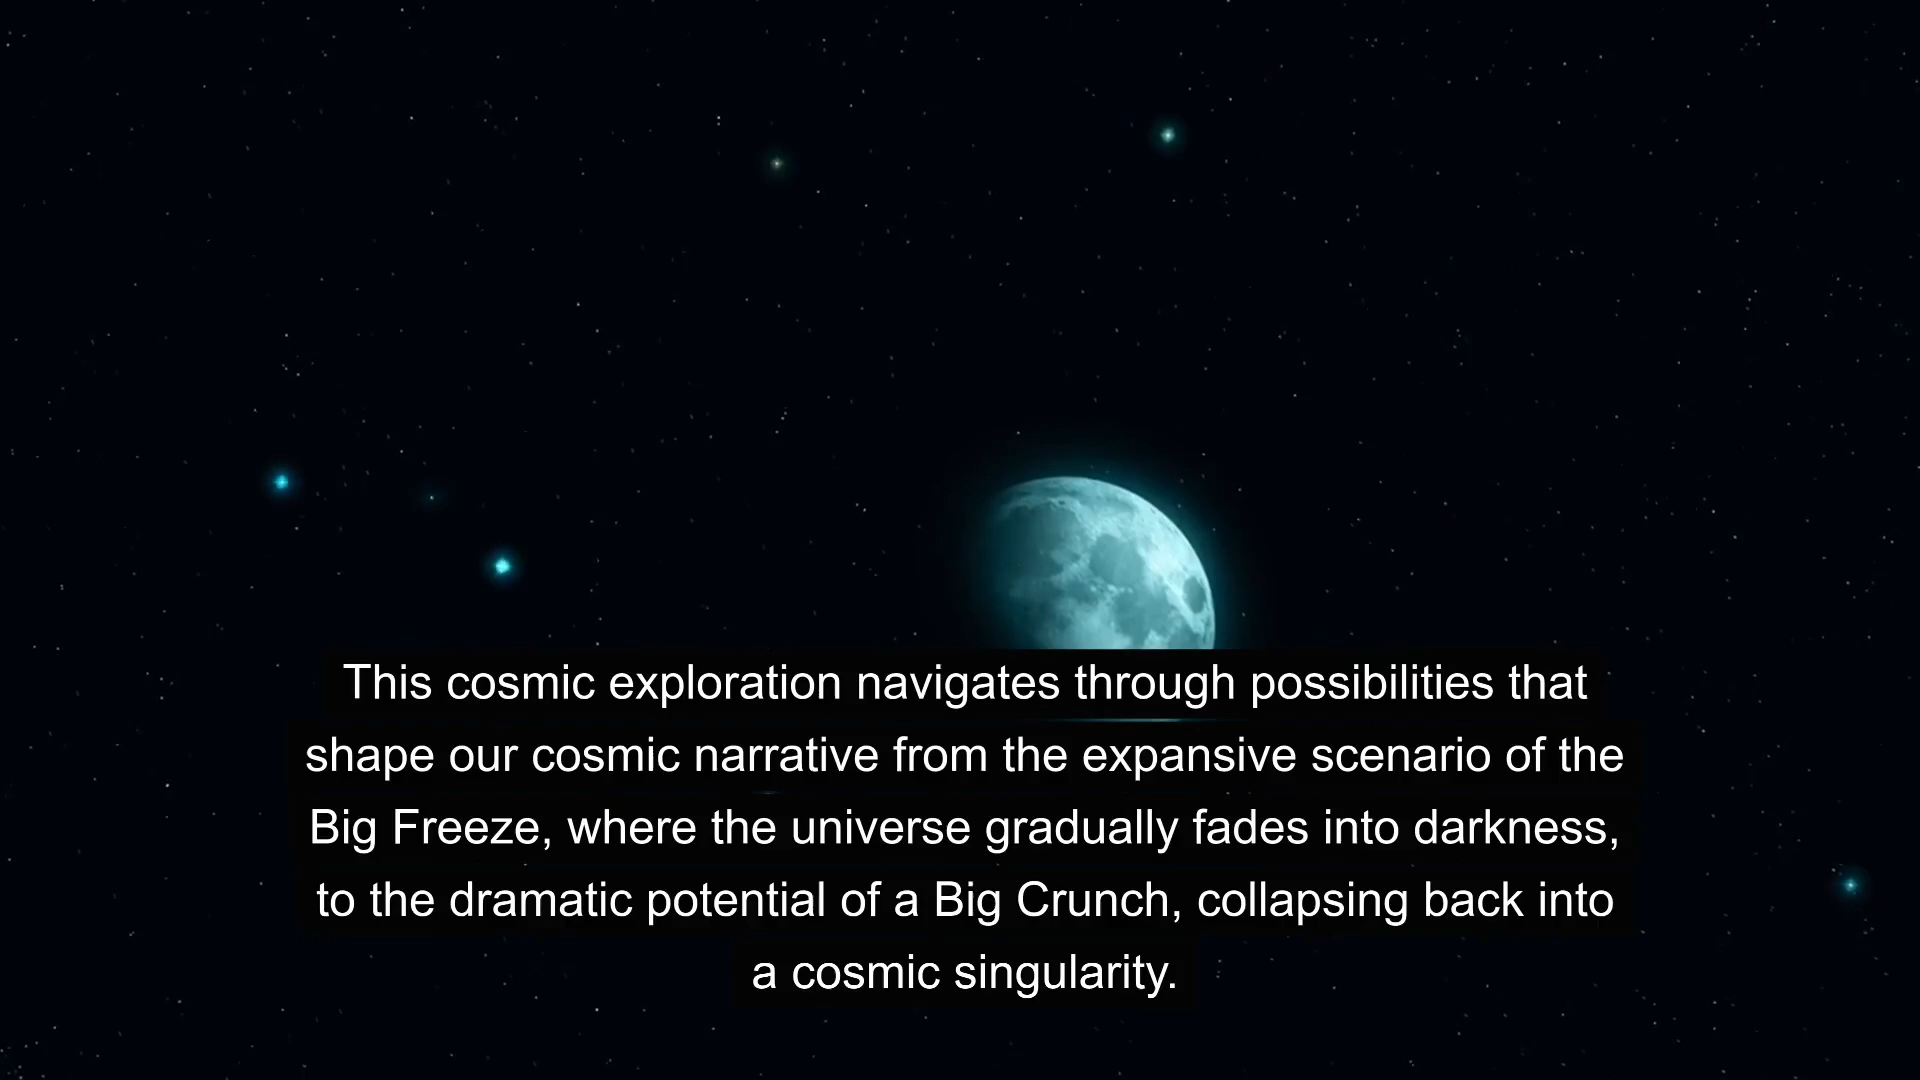 This cosmic exploration navigates through possibilities that
shape our cosmic narrative from the expansive scenario of the
Big Freeze, where the universe gradually fades into darkness,
to the dramatic potential of a Big Crunch, collapsing back into
a cosmic singularity.